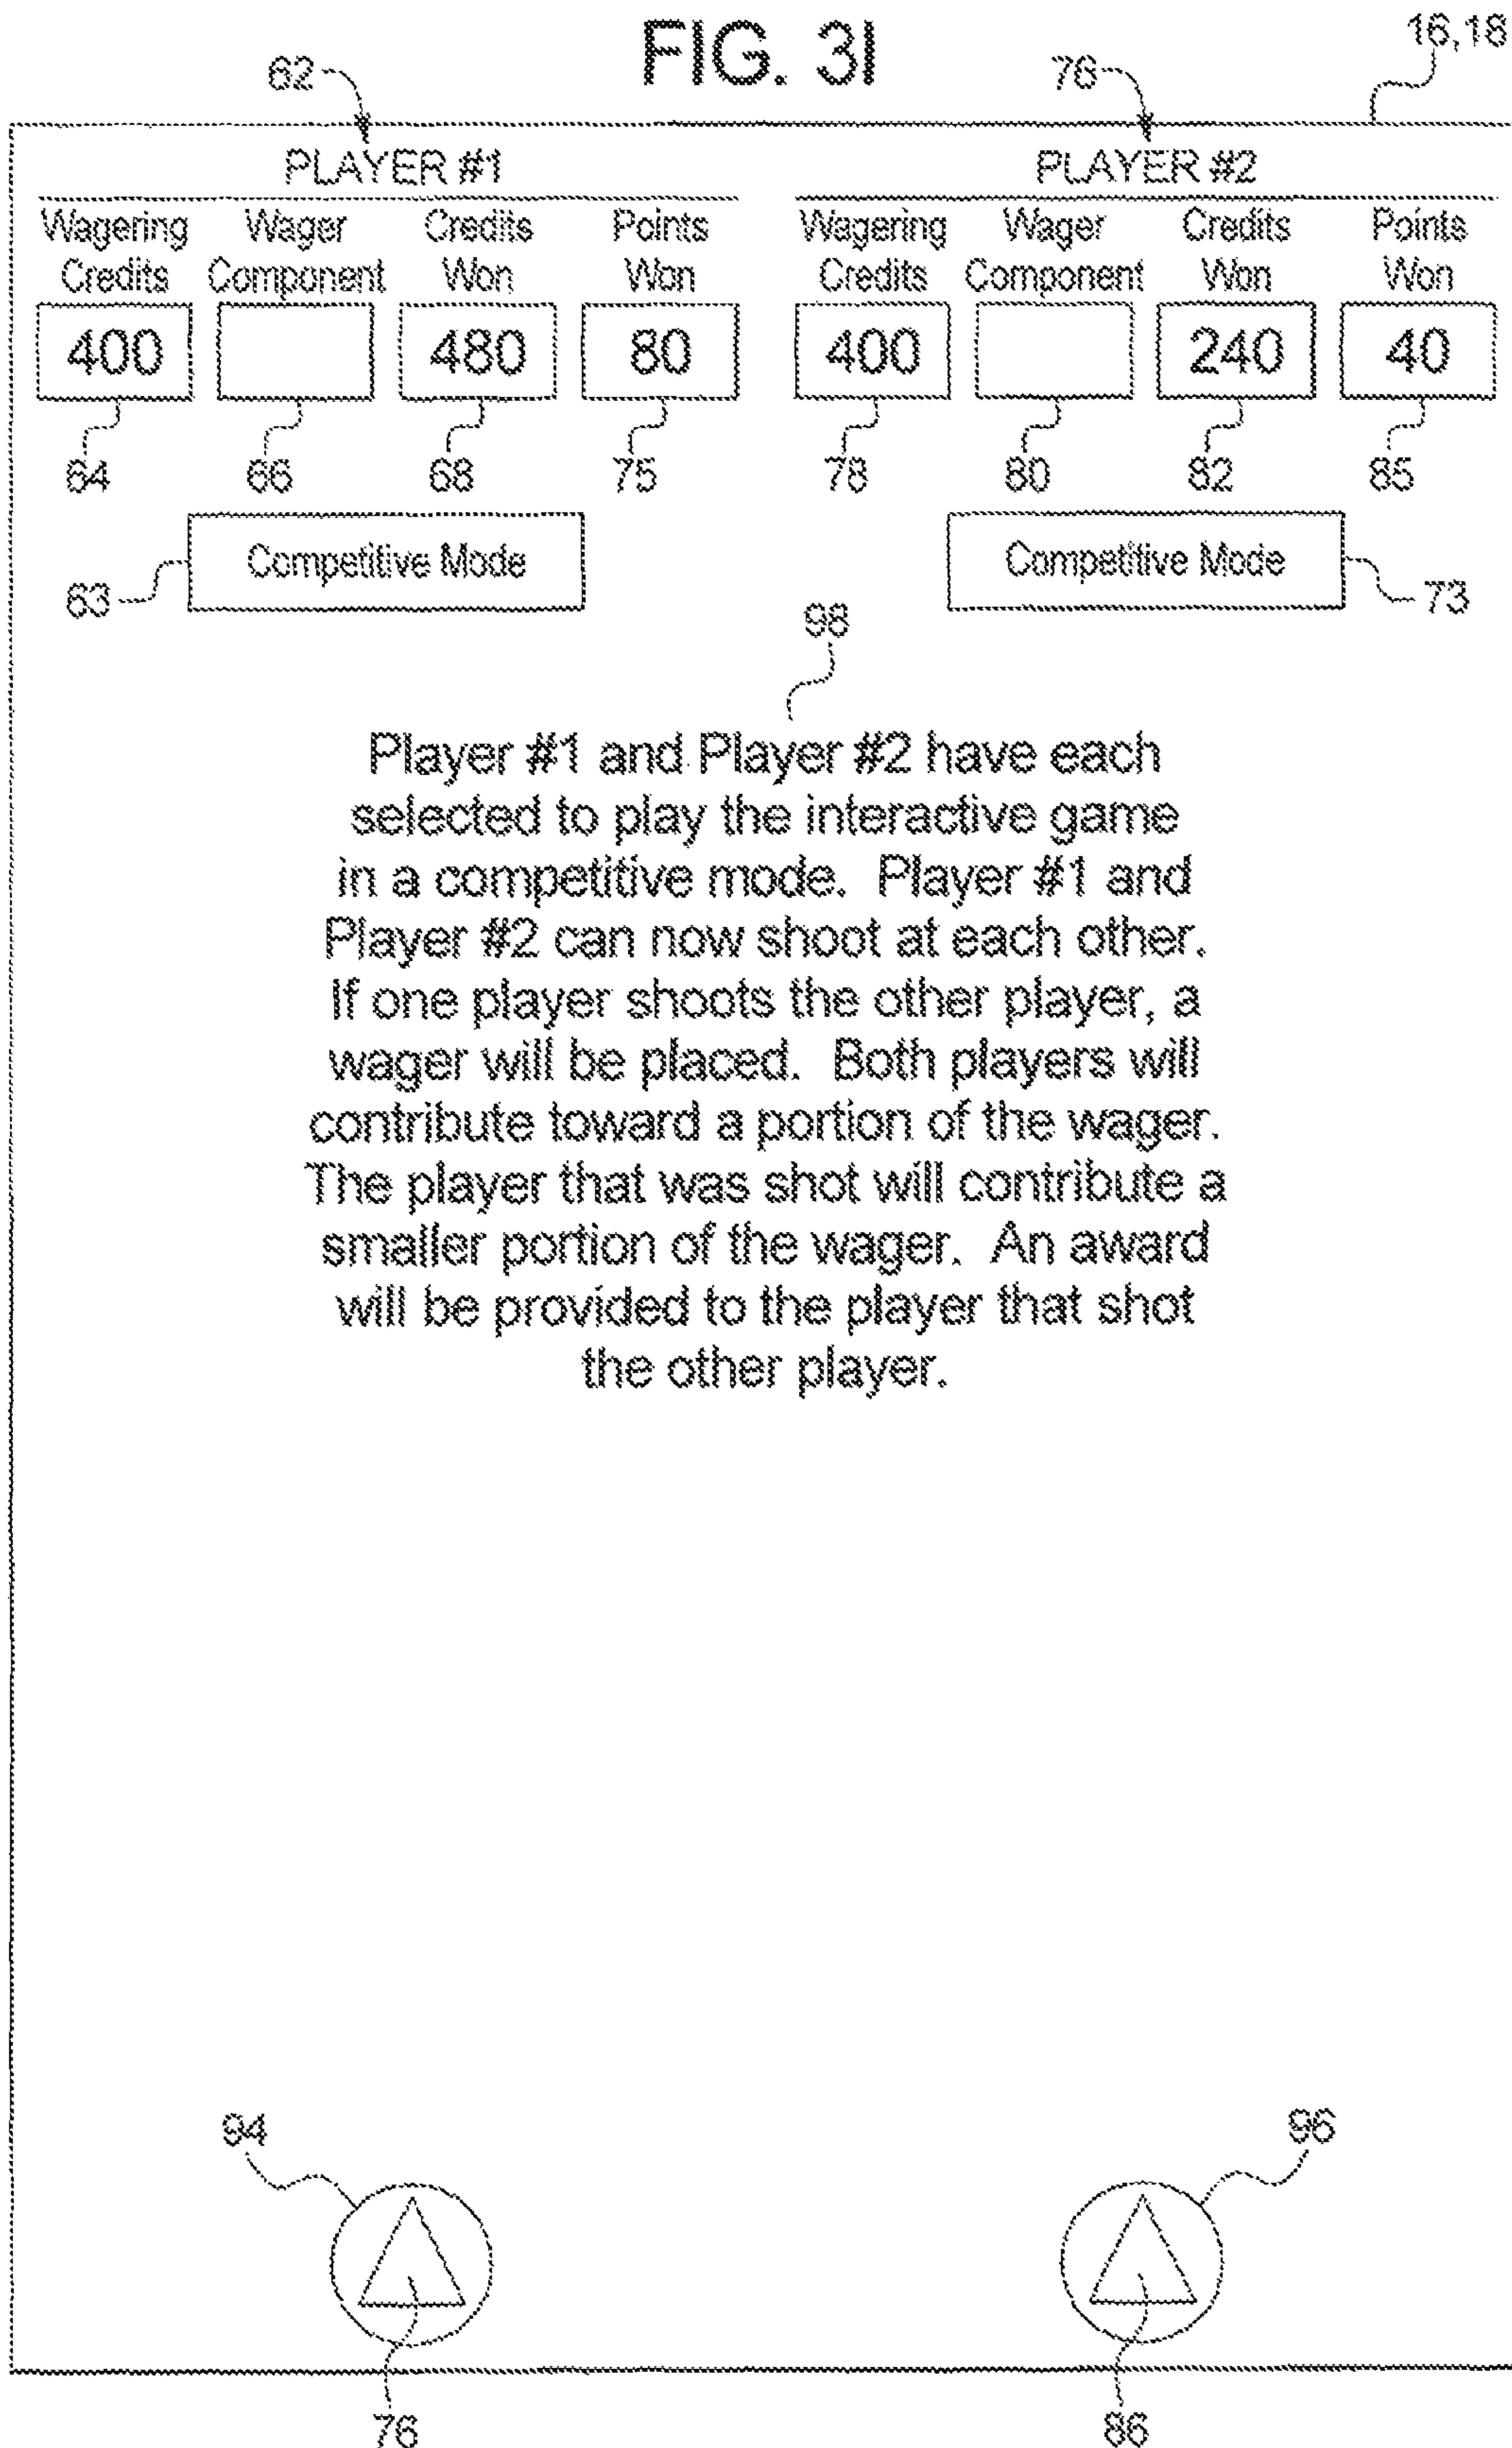 FIG. 3I
16,18
62
76
PLAYER #1
PLAYER #2
Wagering Credits
Wager Component
Credits Won
Points Won
Wagering Credits
Wager Component
Credits Won
Points Won
400
480
80
400
240
40
64
66
68
75
78
80
82
85
Competitive Mode
Competitive Mode
63
73
98
Player #1 and Player #2 have each
selected to play the interactive game
in a competitive mode. Player #1 and
Player #2 can now shoot at each other.
If one player shoots the other player, a
wager will be placed. Both players will
contribute toward a portion of the wager.
The player that was shot will contribute a
smaller portion of the wager. An award
will be provided to the player that shot
the other player.
94
96
76
86